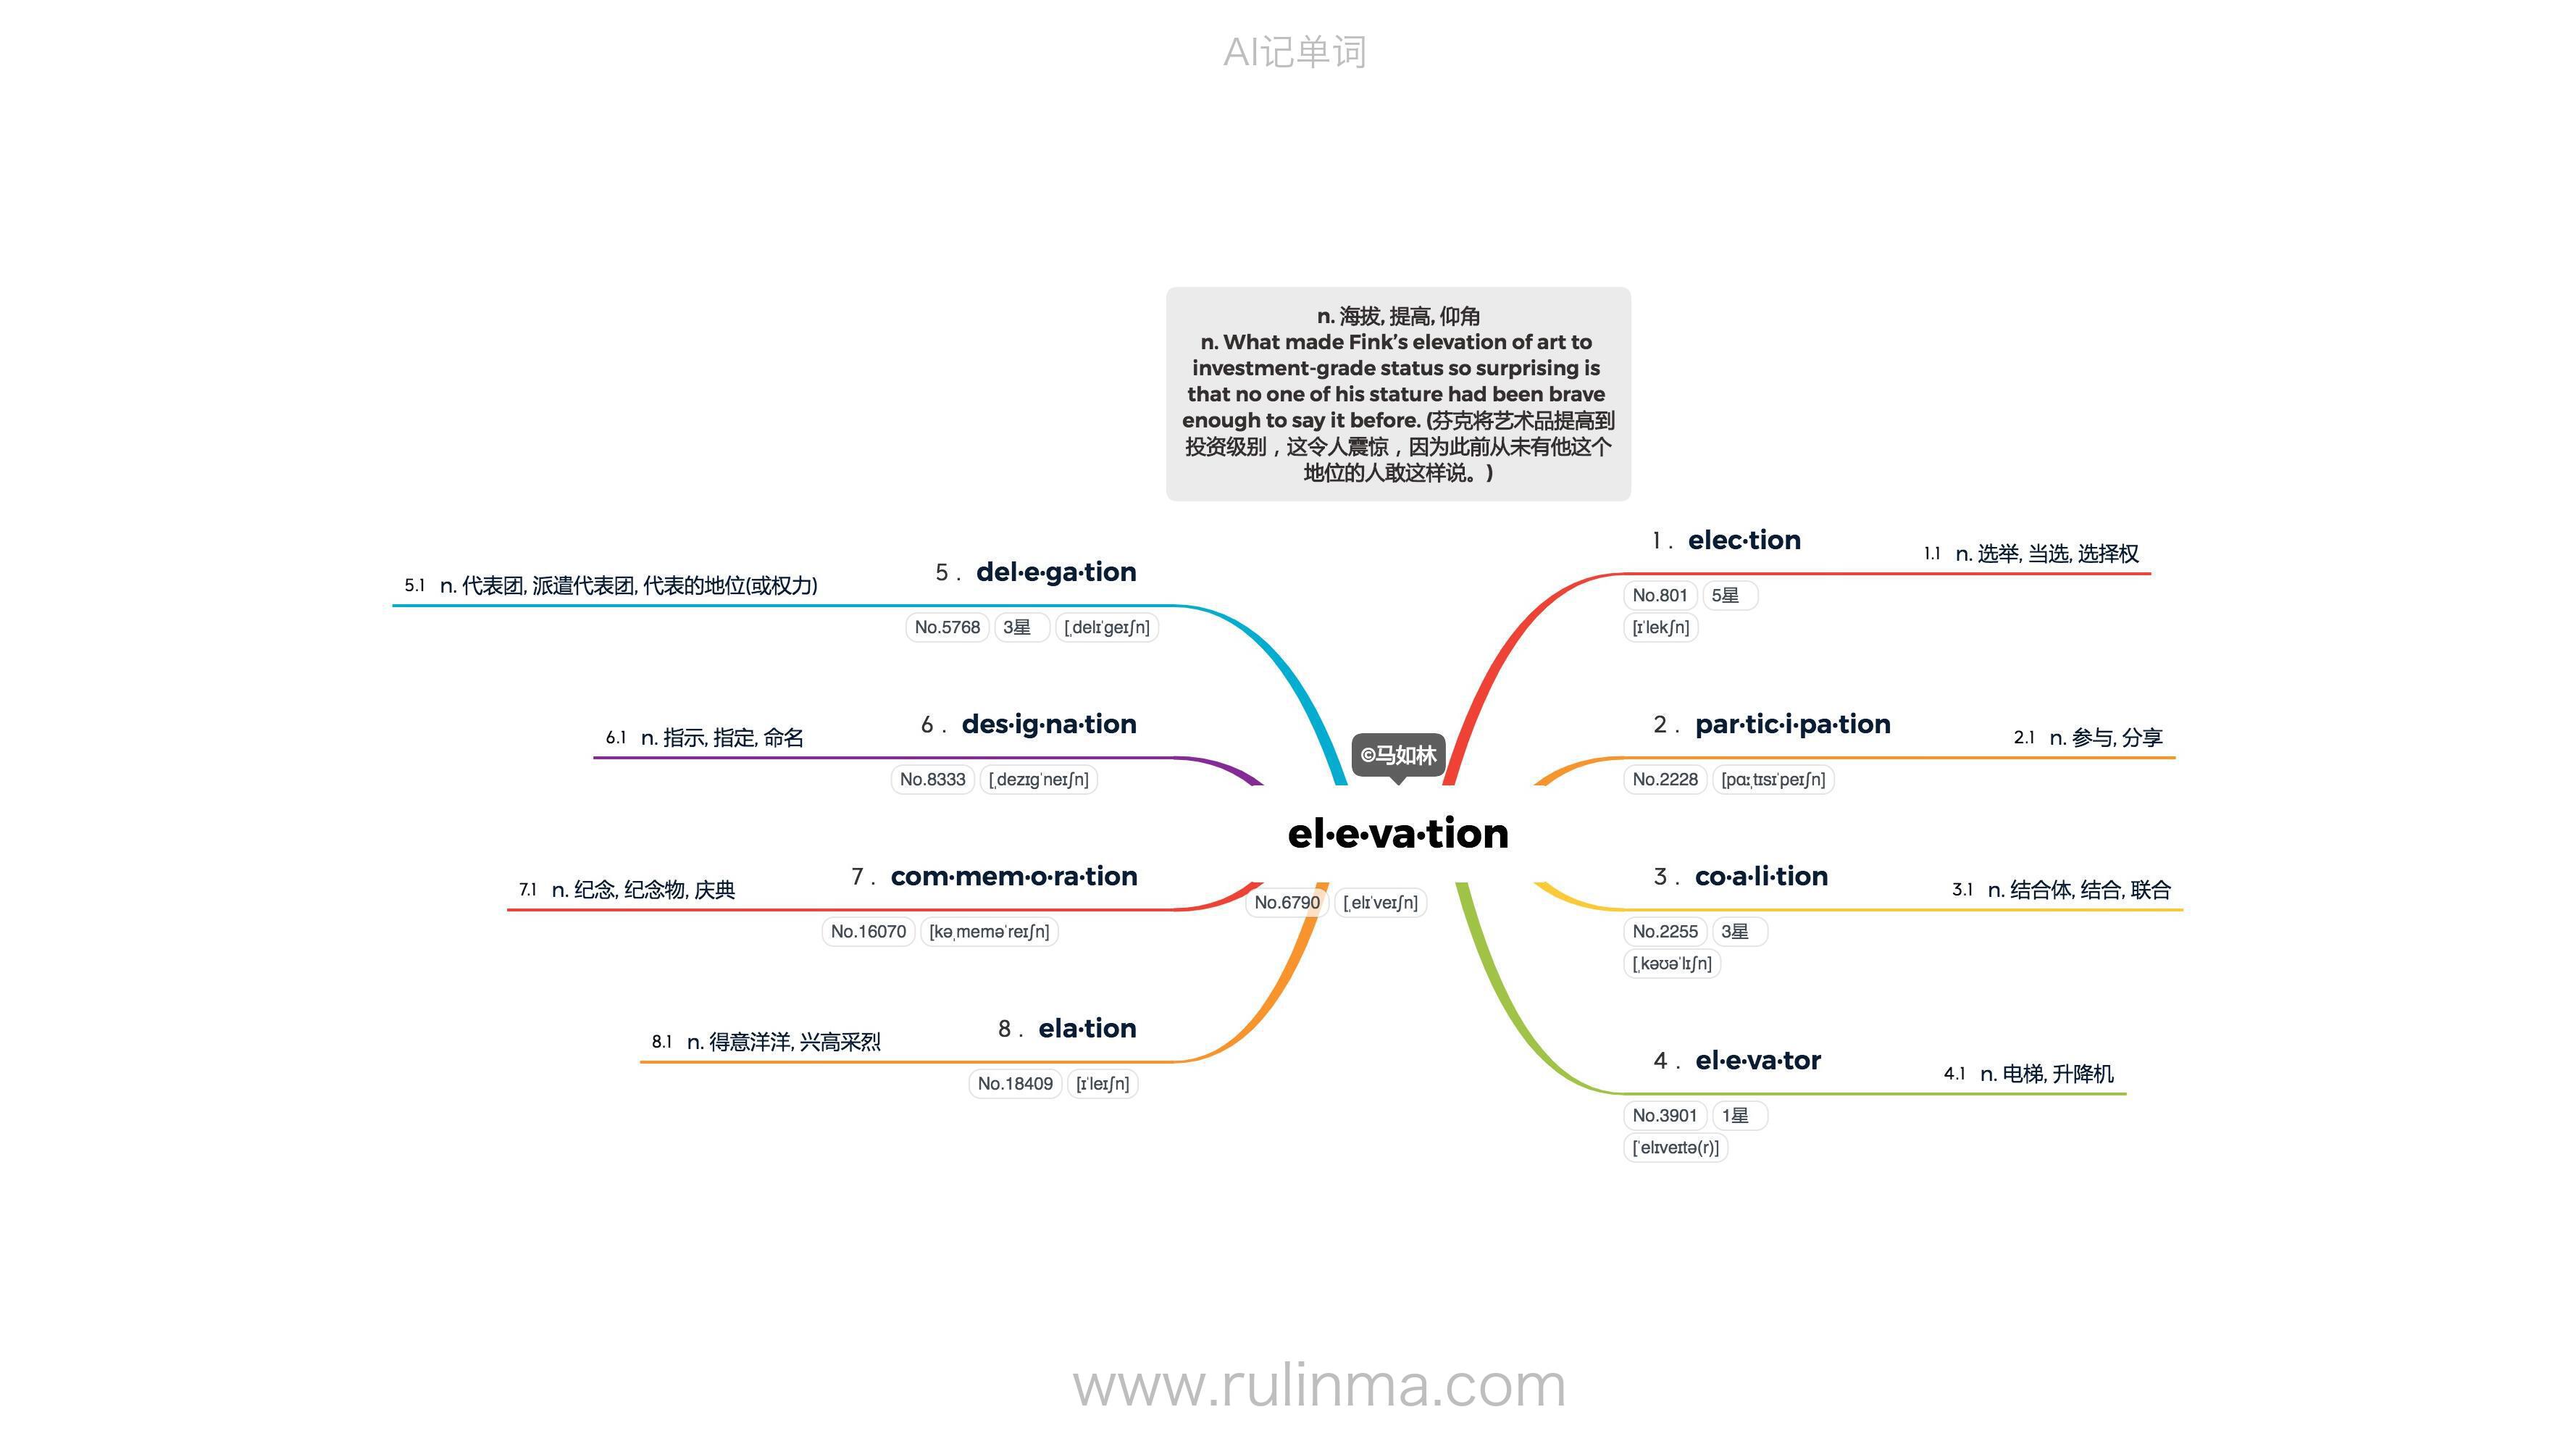 AI记单词
n. 海拔, 提高, 仰角
n. What made Fink’s elevation of art to
investment-grade status so surprising is
that no one of his stature had been brave
enough to say it before. (芬克将艺术品提高到
投资级别，这令人震惊，因为此前从未有他这个
地位的人敢这样说。)
©马如林
el·e·va·tion
No.6790 [ˌelɪˈveɪʃn]
1 . elec·tion 1.1 n. 选举, 当选, 选择权
No.801 5星
[ɪˈlekʃn]
2 . par·tic·i·pa·tion 2.1 n. 参与, 分享
No.2228 [pɑːˌtɪsɪˈpeɪʃn]
3 . co·a·li·tion 3.1 n. 结合体, 结合, 联合
No.2255 3星
[ˌkəʊəˈlɪʃn]
4 . el·e·va·tor 4.1 n. 电梯, 升降机
No.3901 1星
[ˈelɪveɪtə(r)]
5 . del·e·ga·tion 5.1 n. 代表团, 派遣代表团, 代表的地位(或权力)
No.5768 3星 [ˌdelɪˈɡeɪʃn]
6 . des·ig·na·tion 6.1 n. 指示, 指定, 命名
No.8333 [ˌdezɪɡˈneɪʃn]
7 . com·mem·o·ra·tion 7.1 n. 纪念, 纪念物, 庆典
No.16070 [kəˌmeməˈreɪʃn]
8 . ela·tion 8.1 n. 得意洋洋, 兴高采烈
No.18409 [ɪˈleɪʃn]
www.rulinma.com